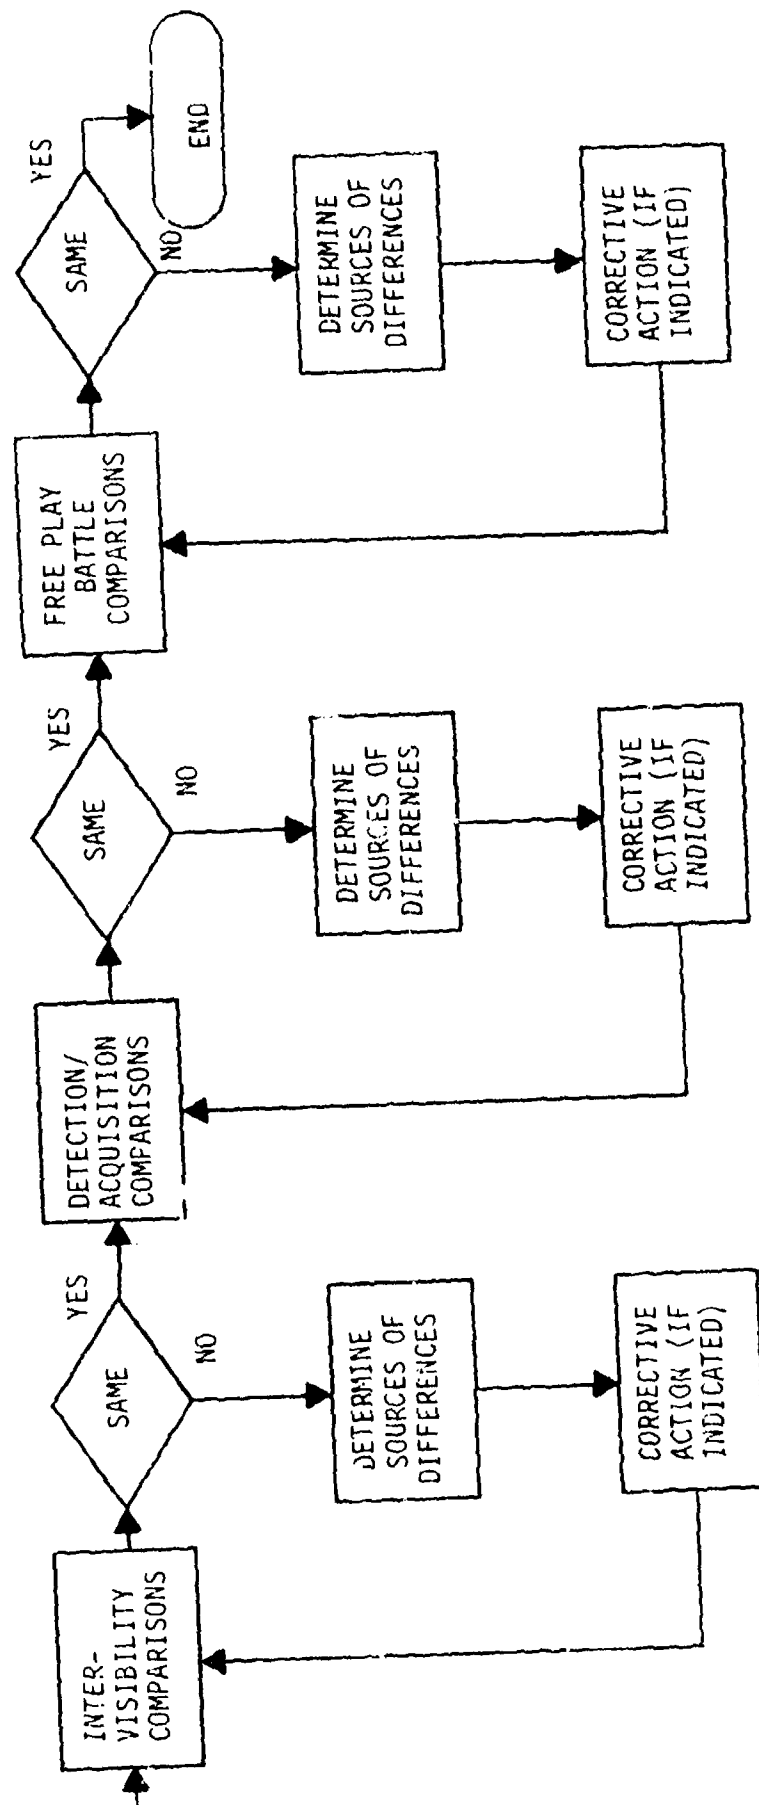 INTER-
VISIBILITY
COMPARISONS
SAME
YES
NO
DETERMINE
SOURCES OF
DIFFERENCES
CORRECTIVE
ACTION (IF
INDICATED)
DETECTION/
ACQUISITION
COMPARISONS
SAME
YES
NO
DETERMINE
SOURCES OF
DIFFERENCES
CORRECTIVE
ACTION (IF
INDICATED)
FREE PLAY
BATTLE
COMPARISONS
SAME
YES
NO
END
DETERMINE
SOURCES OF
DIFFERENCES
CORRECTIVE
ACTION (IF
INDICATED)